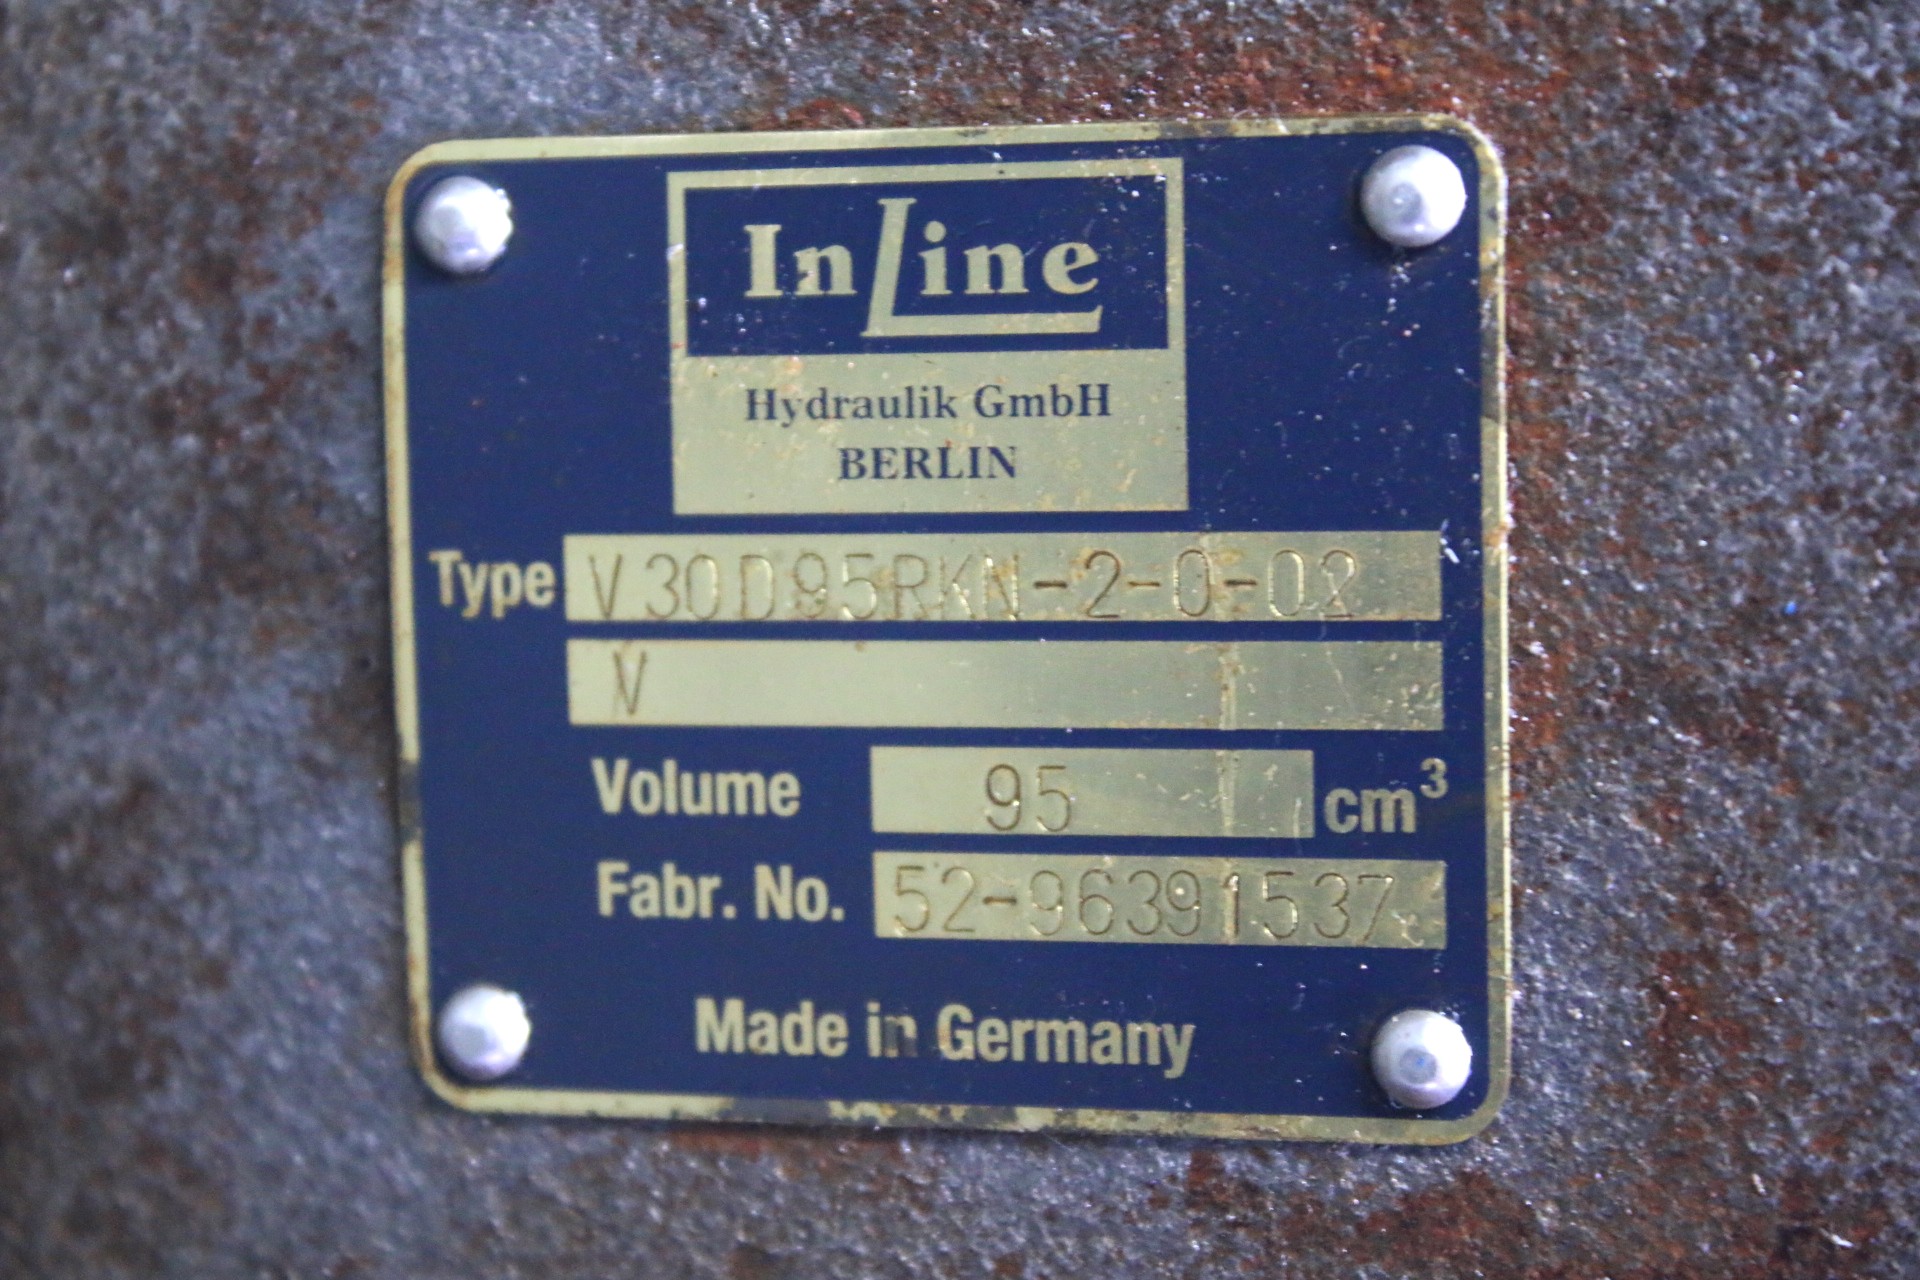 InLine
Hydraulik GmbH
BERLIN
Type V30D95RKN-2-0-02
V
Volume 95 cm³
Fabr. No. 52-96391537
Made in Germany